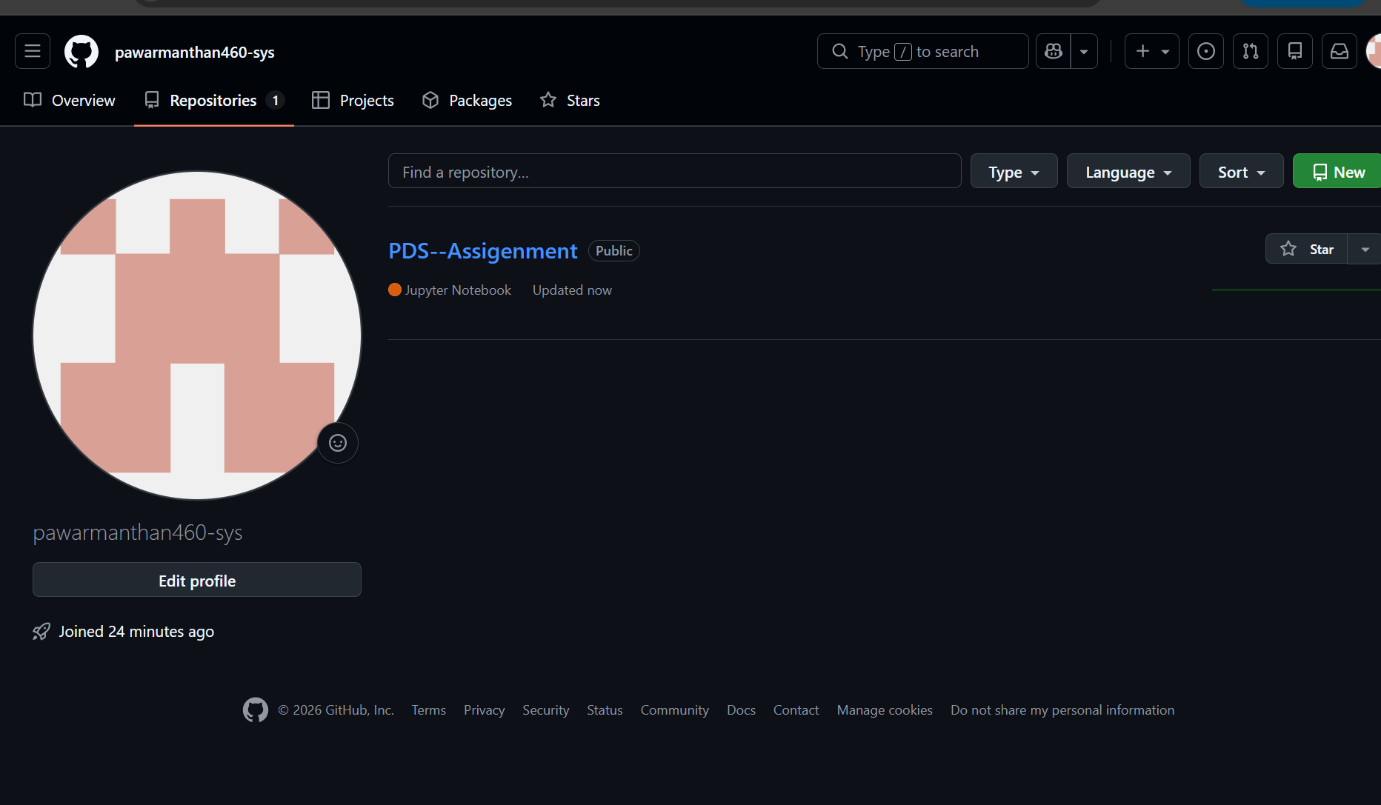 pawarmanthan460-sys
Type / to search
Overview
Repositories 1
Projects
Packages
Stars
Find a repository...
Type
Language
Sort
New
PDS--Assigenment Public
Star
Jupyter Notebook Updated now
pawarmanthan460-sys
Edit profile
Joined 24 minutes ago
© 2026 GitHub, Inc. Terms Privacy Security Status Community Docs Contact Manage cookies Do not share my personal information